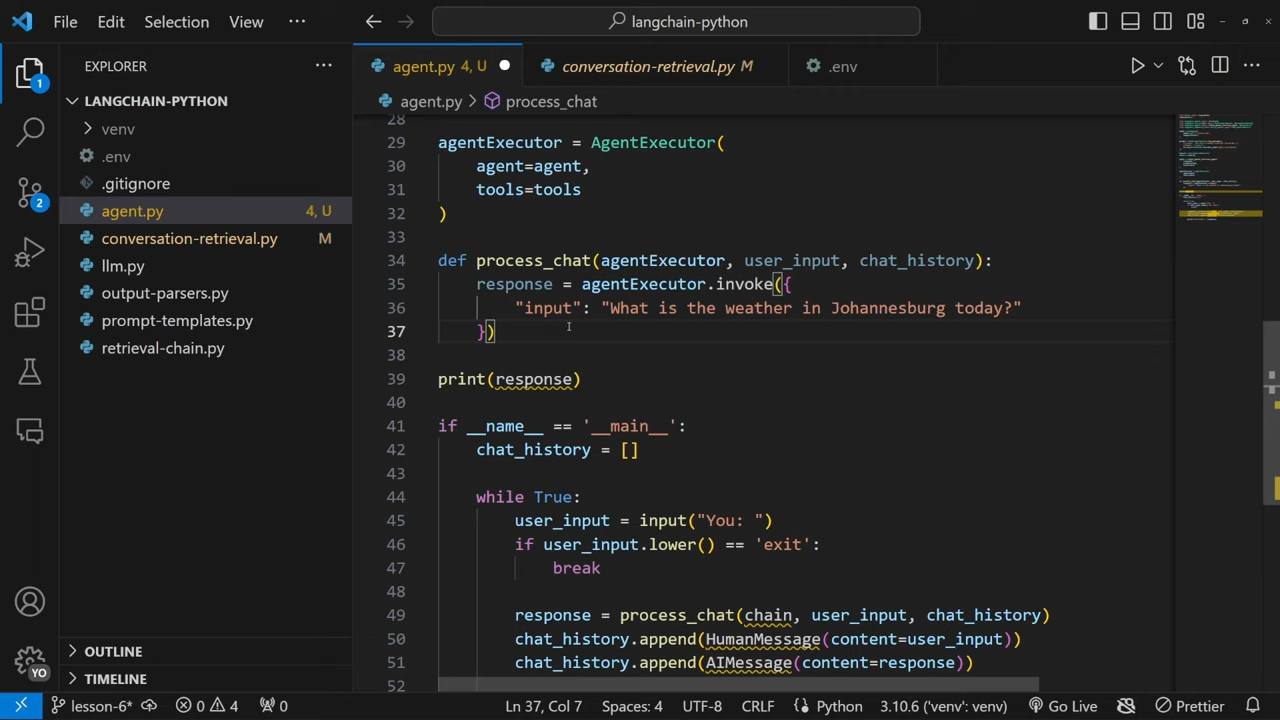 File Edit Selection View ··· langchain-python
EXPLORER ··· agent.py 4, U conversation-retrieval.py M .env ···
LANGCHAIN-PYTHON
agent.py > process_chat
venv
.env
.gitignore
agent.py 4, U
conversation-retrieval.py M
llm.py
output-parsers.py
prompt-templates.py
retrieval-chain.py
1
2
28
29 agentExecutor = AgentExecutor(
30 agent=agent,
31 tools=tools
32 )
33
34 def process_chat(agentExecutor, user_input, chat_history):
35 response = agentExecutor.invoke({
36 "input": "What is the weather in Johannesburg today?"
37 })
38
39 print(response)
40
41 if __name__ == '__main__':
42 chat_history = []
43
44 while True:
45 user_input = input("You: ")
46 if user_input.lower() == 'exit':
47 break
48
49 response = process_chat(chain, user_input, chat_history)
50 chat_history.append(HumanMessage(content=user_input))
51 chat_history.append(AIMessage(content=response))
52
OUTLINE
TIMELINE
YO
lesson-6* 0 4 0 Ln 37, Col 7 Spaces: 4 UTF-8 CRLF Python 3.10.6 ('venv': venv) Go Live Prettier